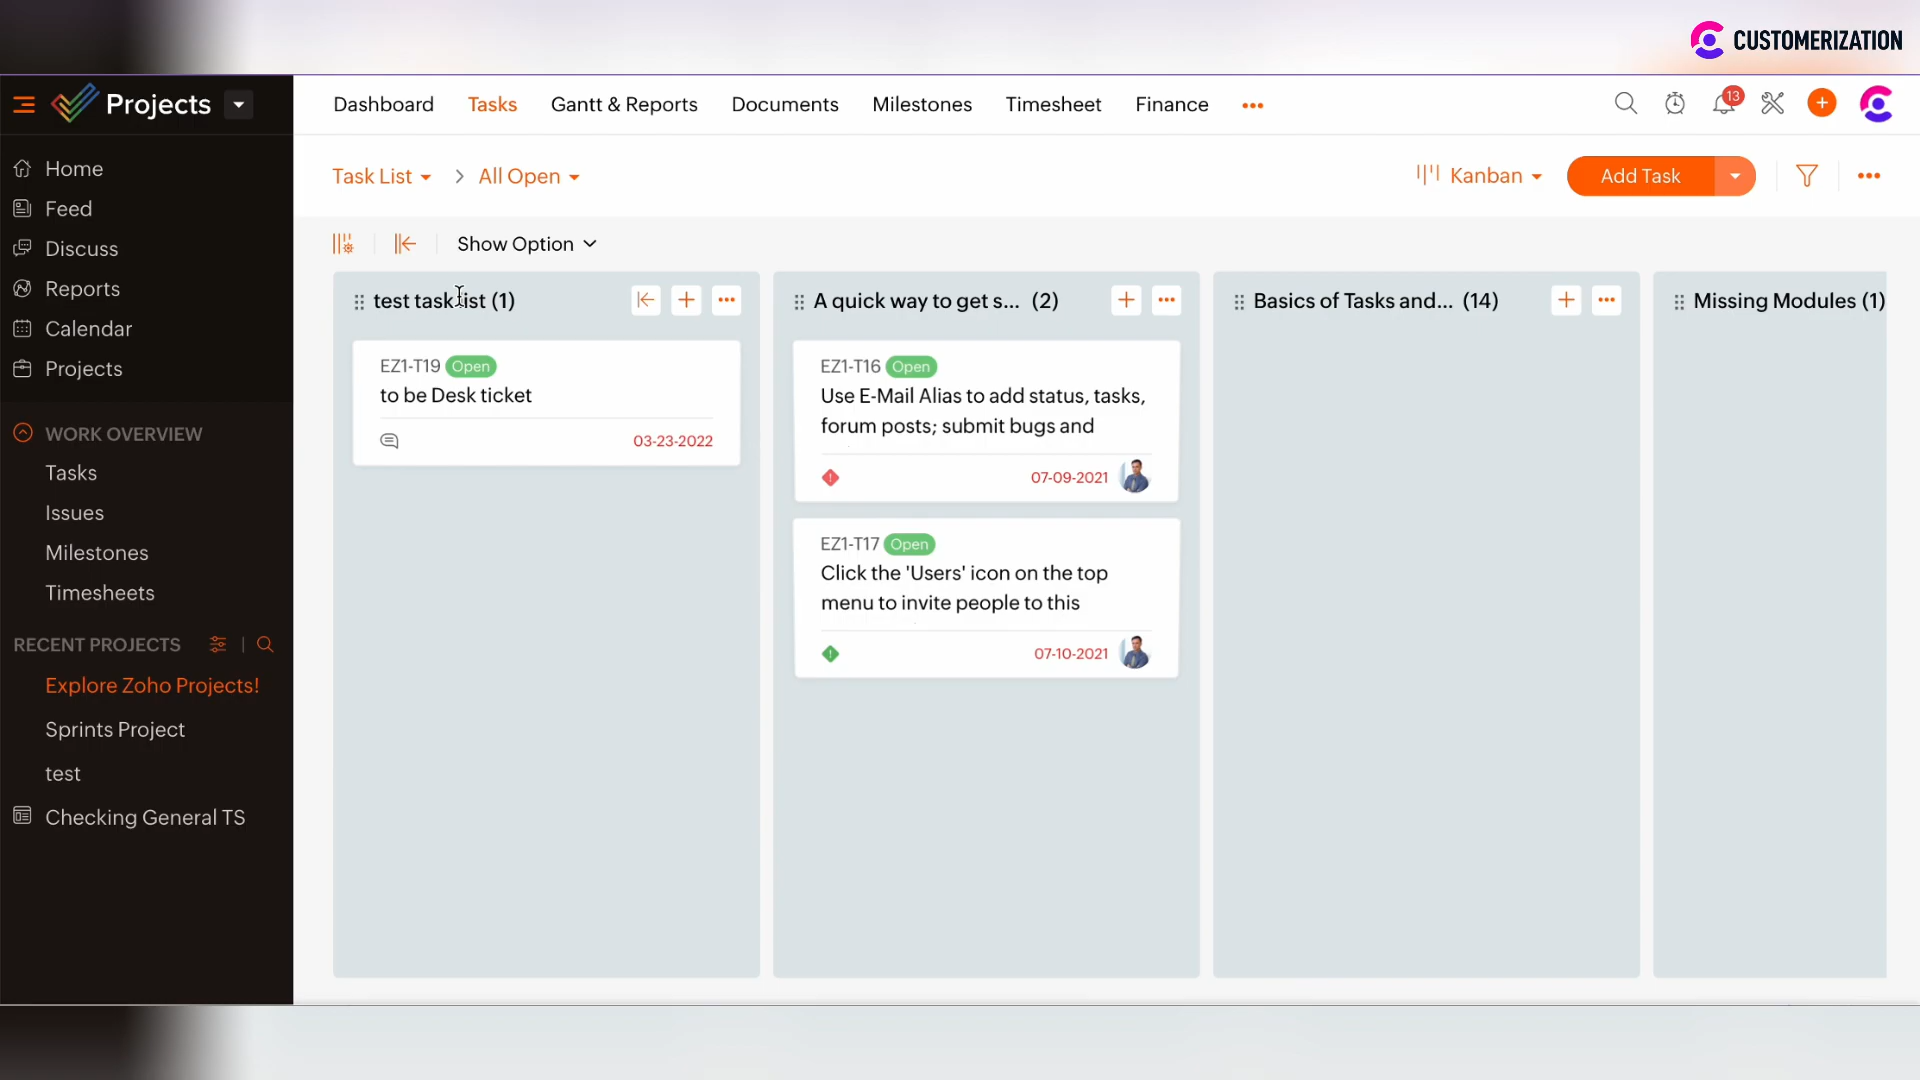 CUSTOMERIZATION
Projects
Dashboard
Tasks
Gantt & Reports
Documents
Milestones
Timesheet
Finance
13
Home
Feed
Discuss
Reports
Calendar
Projects
WORK OVERVIEW
Tasks
Issues
Milestones
Timesheets
RECENT PROJECTS
Explore Zoho Projects!
Sprints Project
test
Checking General TS
Task List
All Open
Kanban
Add Task
Show Option
test task list (1)
EZ1-T19 Open
to be Desk ticket
03-23-2022
A quick way to get s... (2)
EZ1-T16 Open
Use E-Mail Alias to add status, tasks,
forum posts; submit bugs and
07-09-2021
EZ1-T17 Open
Click the 'Users' icon on the top
menu to invite people to this
07-10-2021
Basics of Tasks and... (14)
Missing Modules (1)